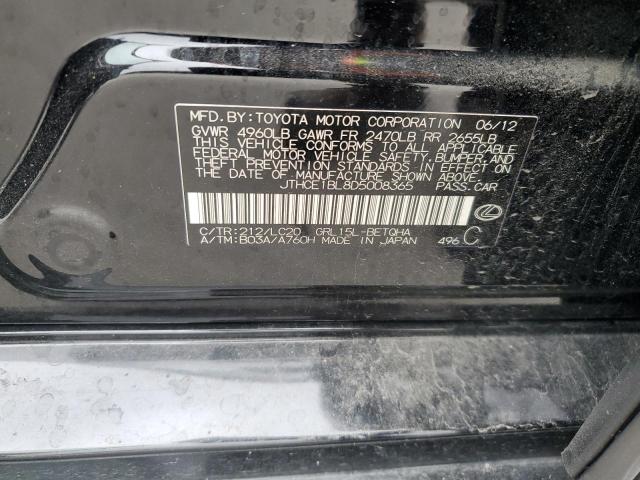 MFD. BY: TOYOTA MOTOR CORPORATION 06/12
GVWR 4960LB GAWR FR 2470LB RR 2655LB
THIS VEHICLE CONFORMS TO ALL APPLICABLE
FEDERAL MOTOR VEHICLE SAFETY, BUMPER, AND
THEFT PREVENTION STANDARDS IN EFFECT ON
THE DATE OF MANUFACTURE SHOWN ABOVE.
JTHCE1BL8D5008365 PASS.CAR
C/TR:212/LC20 GRL15L-BETQHA
A/TM:B03A/A760H MADE IN JAPAN 496 C